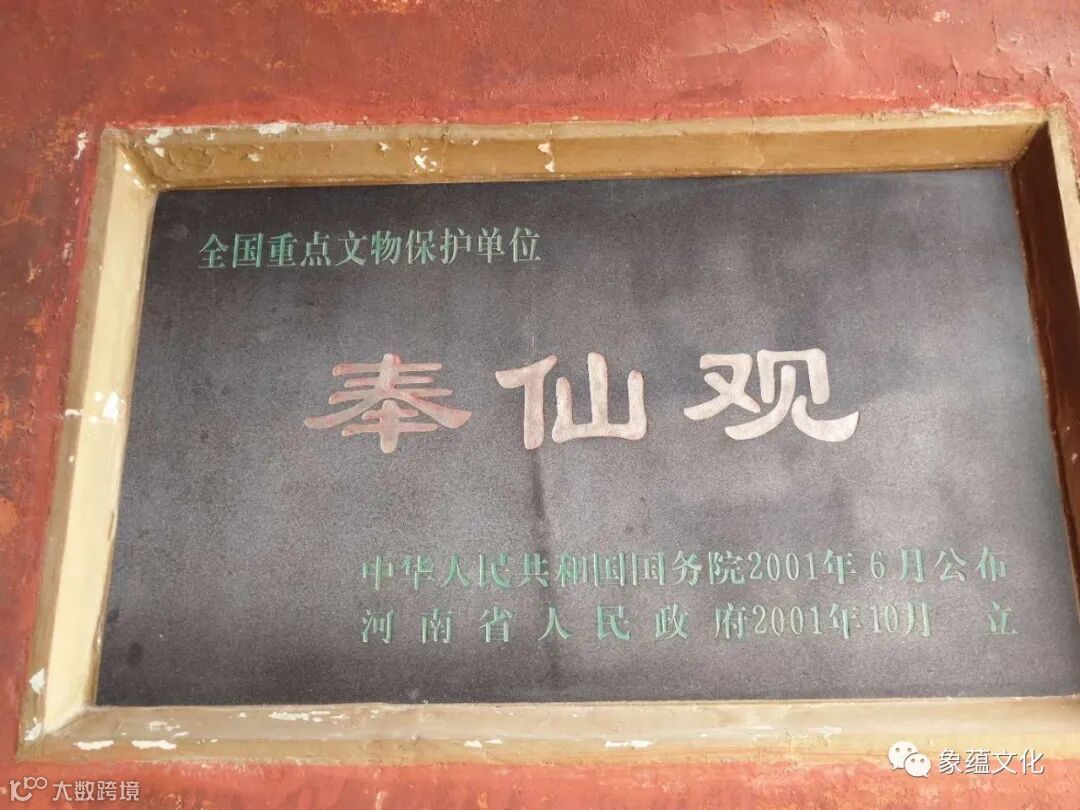 全国重点文物保护单位
奉仙观
中华人民共和国国务院2001年6月公布
河南省人民政府2001年10月 立
象蕴文化
大数跨境